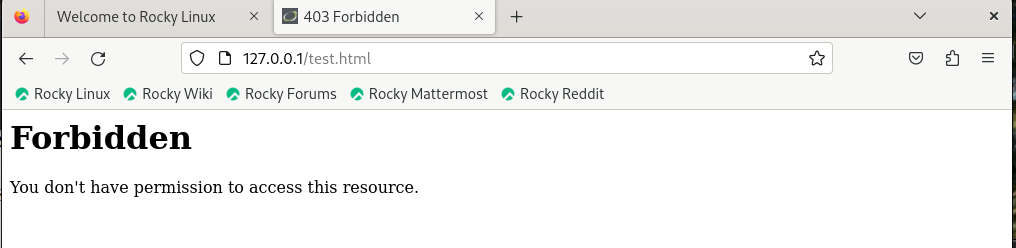 Welcome to Rocky Linux 403 Forbidden
127.0.0.1/test.html
Rocky Linux Rocky Wiki Rocky Forums Rocky Mattermost Rocky Reddit
Forbidden
You don't have permission to access this resource.